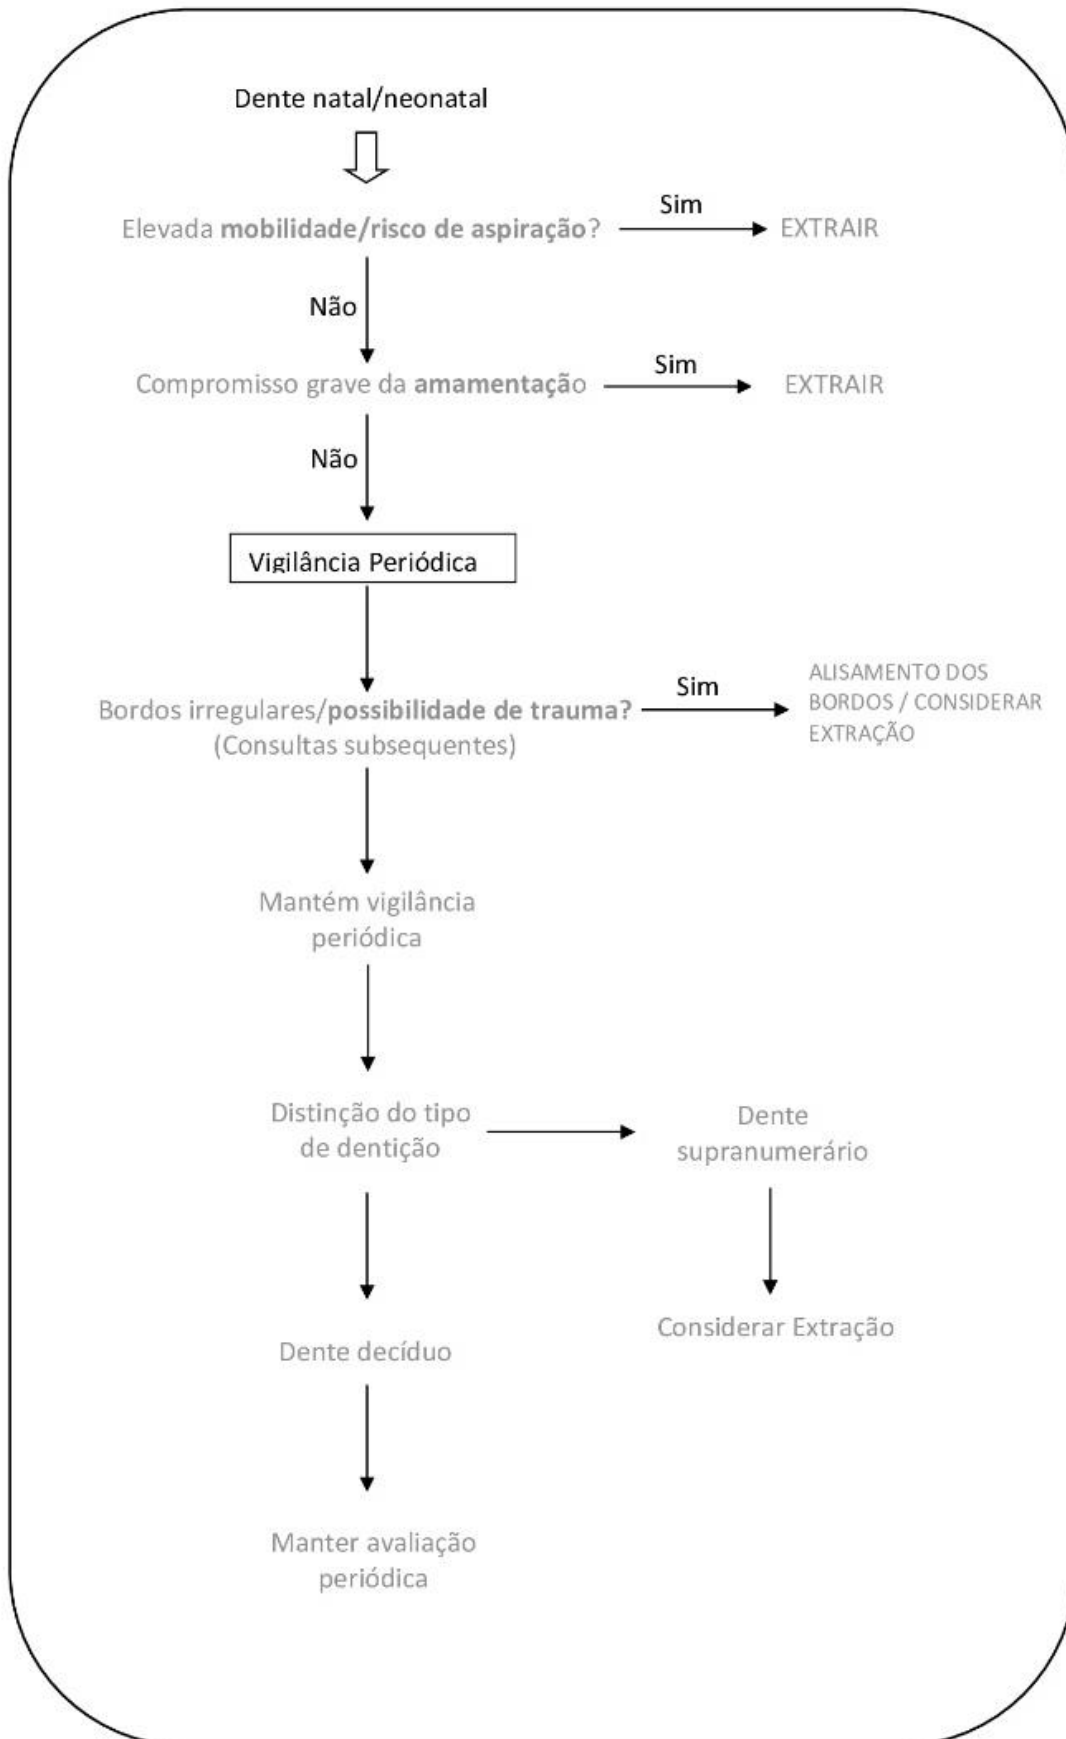 Dente natal/neonatal
Elevada mobilidade/risco de aspiração?
Sim
EXTRAIR
Não
Compromisso grave da amamentação
Sim
EXTRAIR
Não
Vigilância Periódica
Bordos irregulares/possibilidade de trauma?
(Consultas subsequentes)
Sim
ALISAMENTO DOS
BORDOS / CONSIDERAR
EXTRAÇÃO
Mantém vigilância
periódica
Distinção do tipo
de dentição
Dente
supranumerário
Considerar Extração
Dente decíduo
Manter avaliação
periódica